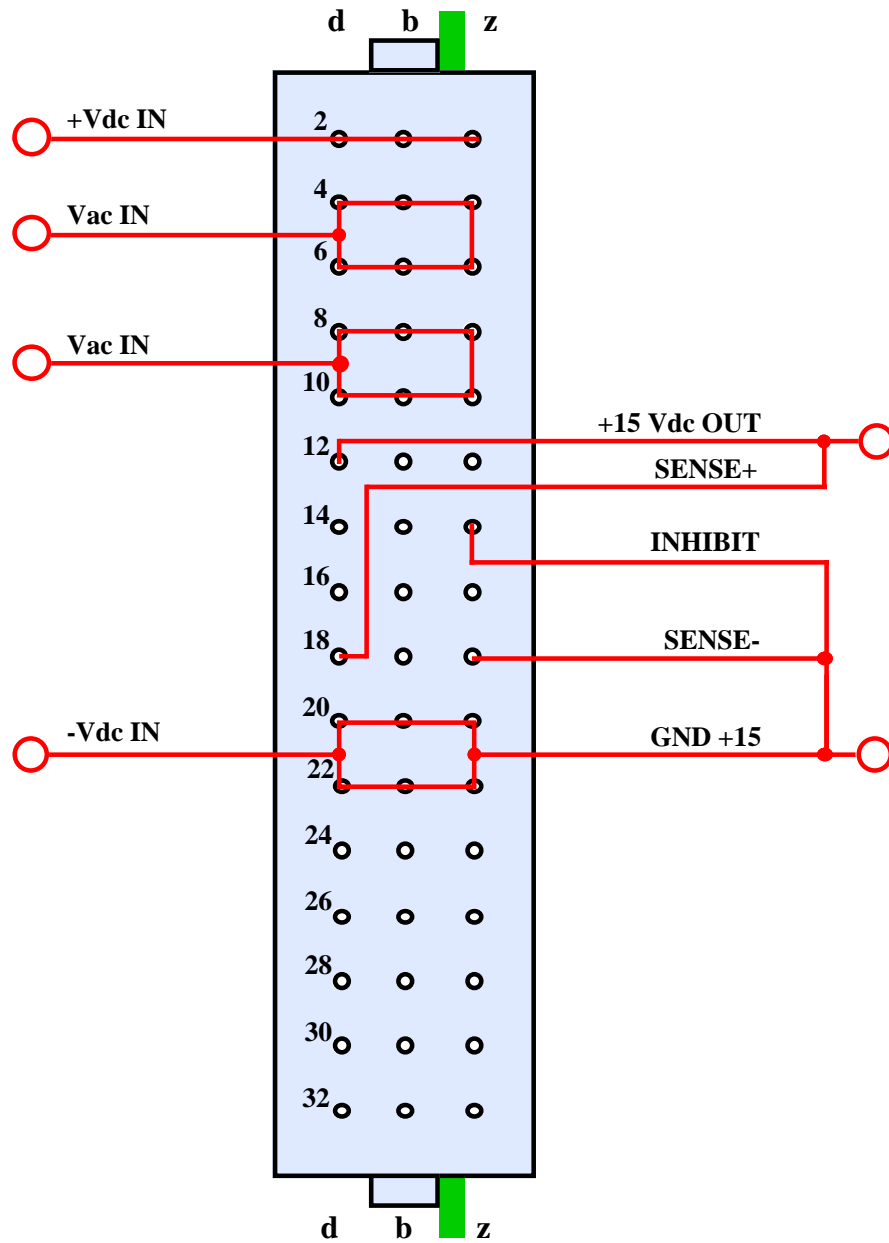 d b z
2
+Vdc IN
4
Vac IN
6
8
Vac IN
10
+15 Vdc OUT
12
SENSE+
14
INHIBIT
16
18
SENSE-
20
-Vdc IN
GND +15
22
24
26
28
30
32
d b z